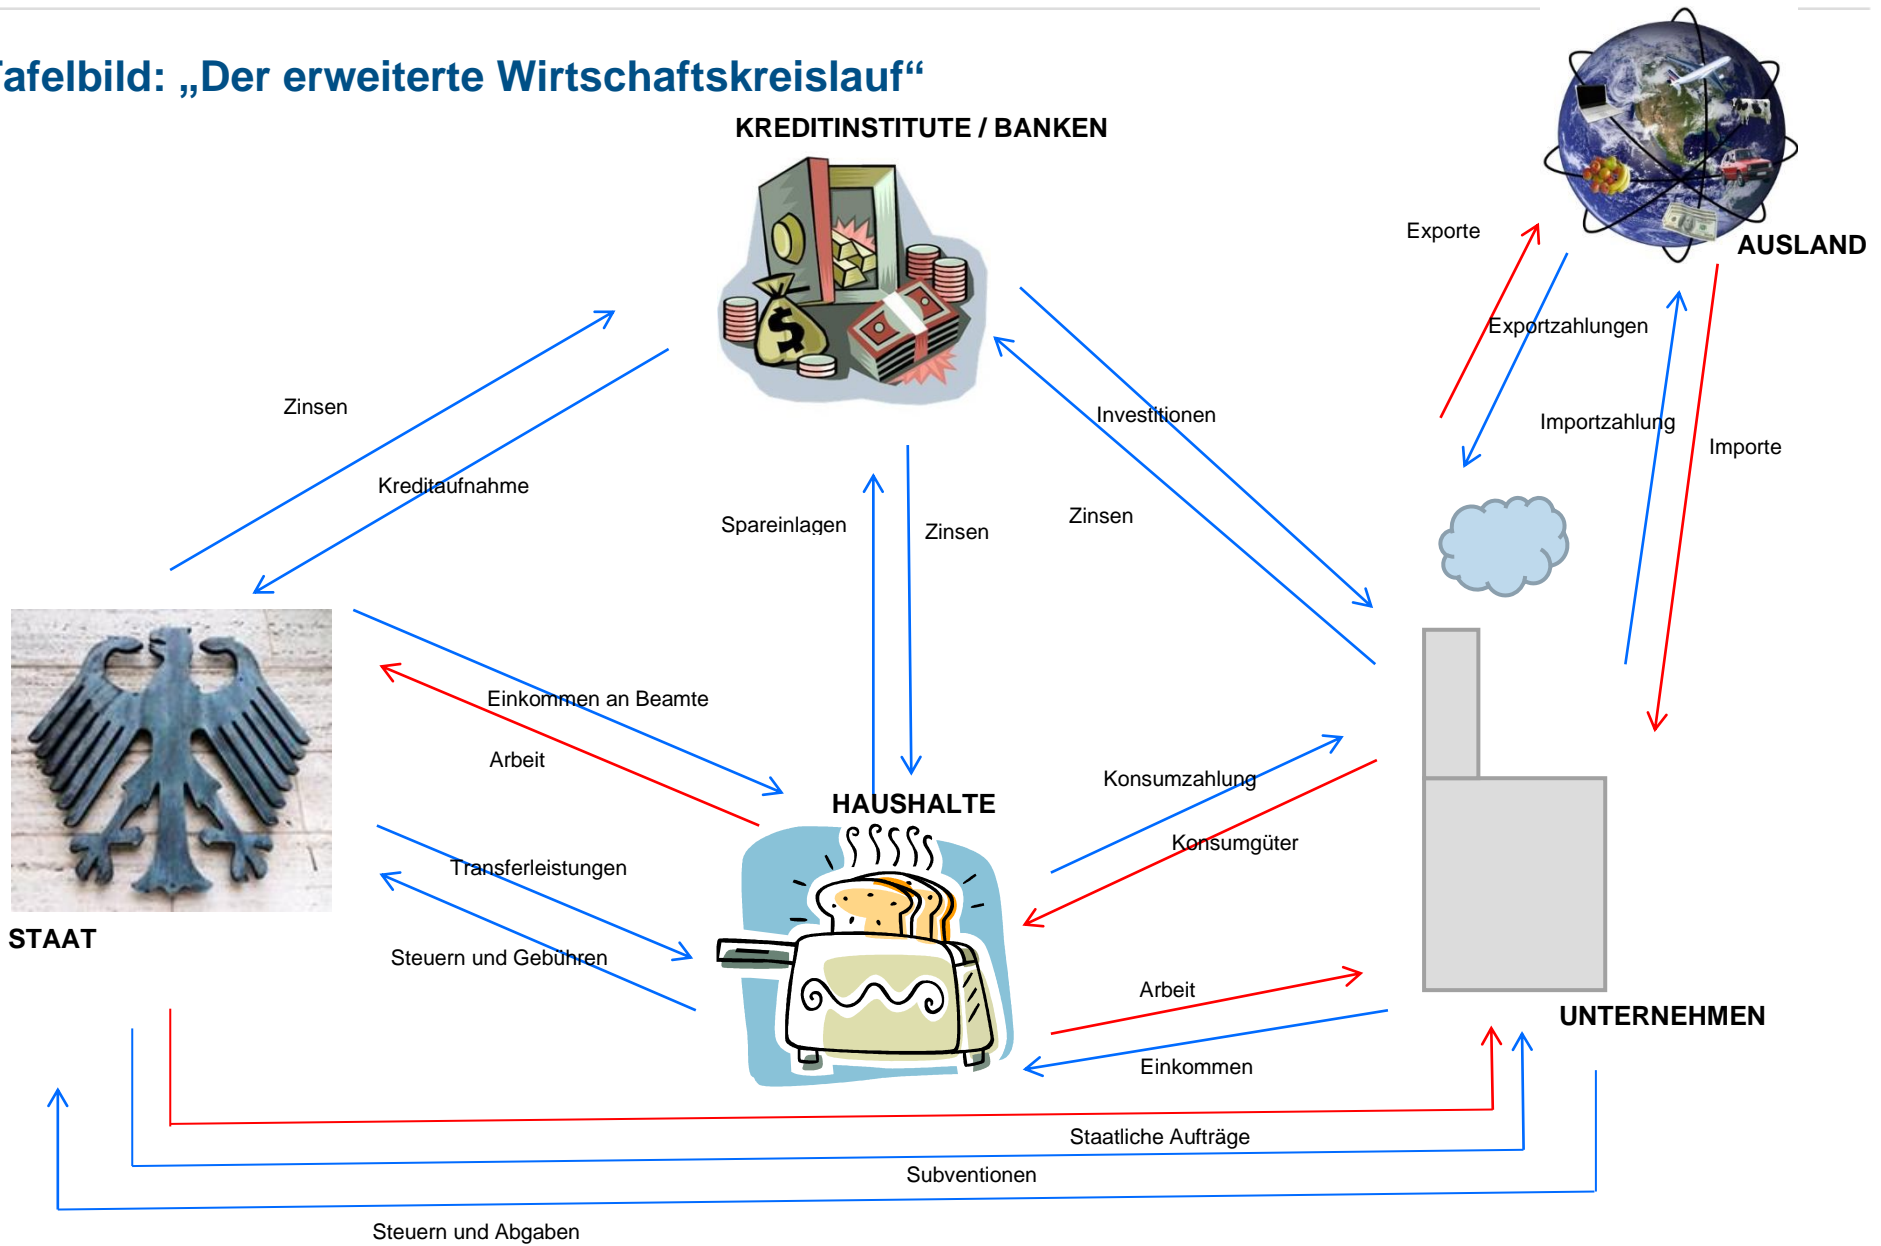 Tafelbild: „Der erweiterte Wirtschaftskreislauf“
KREDITINSTITUTE / BANKEN
AUSLAND
Exporte
Exportzahlungen
Importzahlung
Importe
Zinsen
Kreditaufnahme
Investitionen
Zinsen
Spareinlagen
Zinsen
Einkommen an Beamte
Arbeit
HAUSHALTE
Konsumzahlung
Konsumgüter
Transferleistungen
Steuern und Gebühren
STAAT
Arbeit
Einkommen
UNTERNEHMEN
Staatliche Aufträge
Subventionen
Steuern und Abgaben